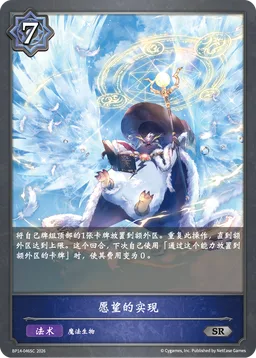 7
将自己牌组顶部的1张卡牌放置到额外区。重复此操作，直到额
外区达到上限。这个回合，下次自己使用「通过这个能力放置到
额外区的卡牌」时，使其费用变为0。
愿望的实现
法术 魔法生物
SR
BP14-046SC 2026
© Cygames, Inc. Published by NetEase Games.